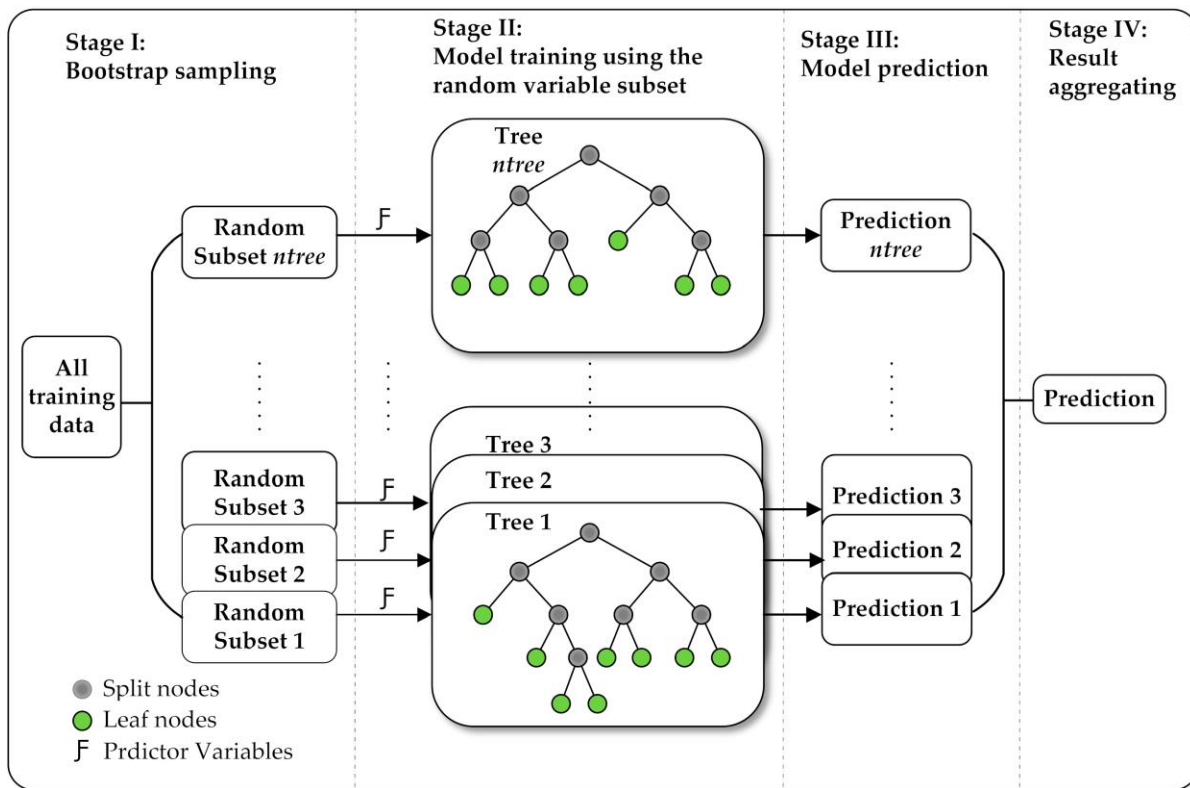 Stage I:
Bootstrap sampling
Stage II:
Model training using the
random variable subset
Stage III:
Model prediction
Stage IV:
Result
aggregating
Tree
ntree
Random
Subset ntree
Ƒ
Prediction
ntree
All
training
data
Prediction
Tree 3
Random
Subset 3
Ƒ
Prediction 3
Tree 2
Random
Subset 2
Ƒ
Prediction 2
Tree 1
Random
Subset 1
Ƒ
Prediction 1
Split nodes
Leaf nodes
Ƒ Prdictor Variables